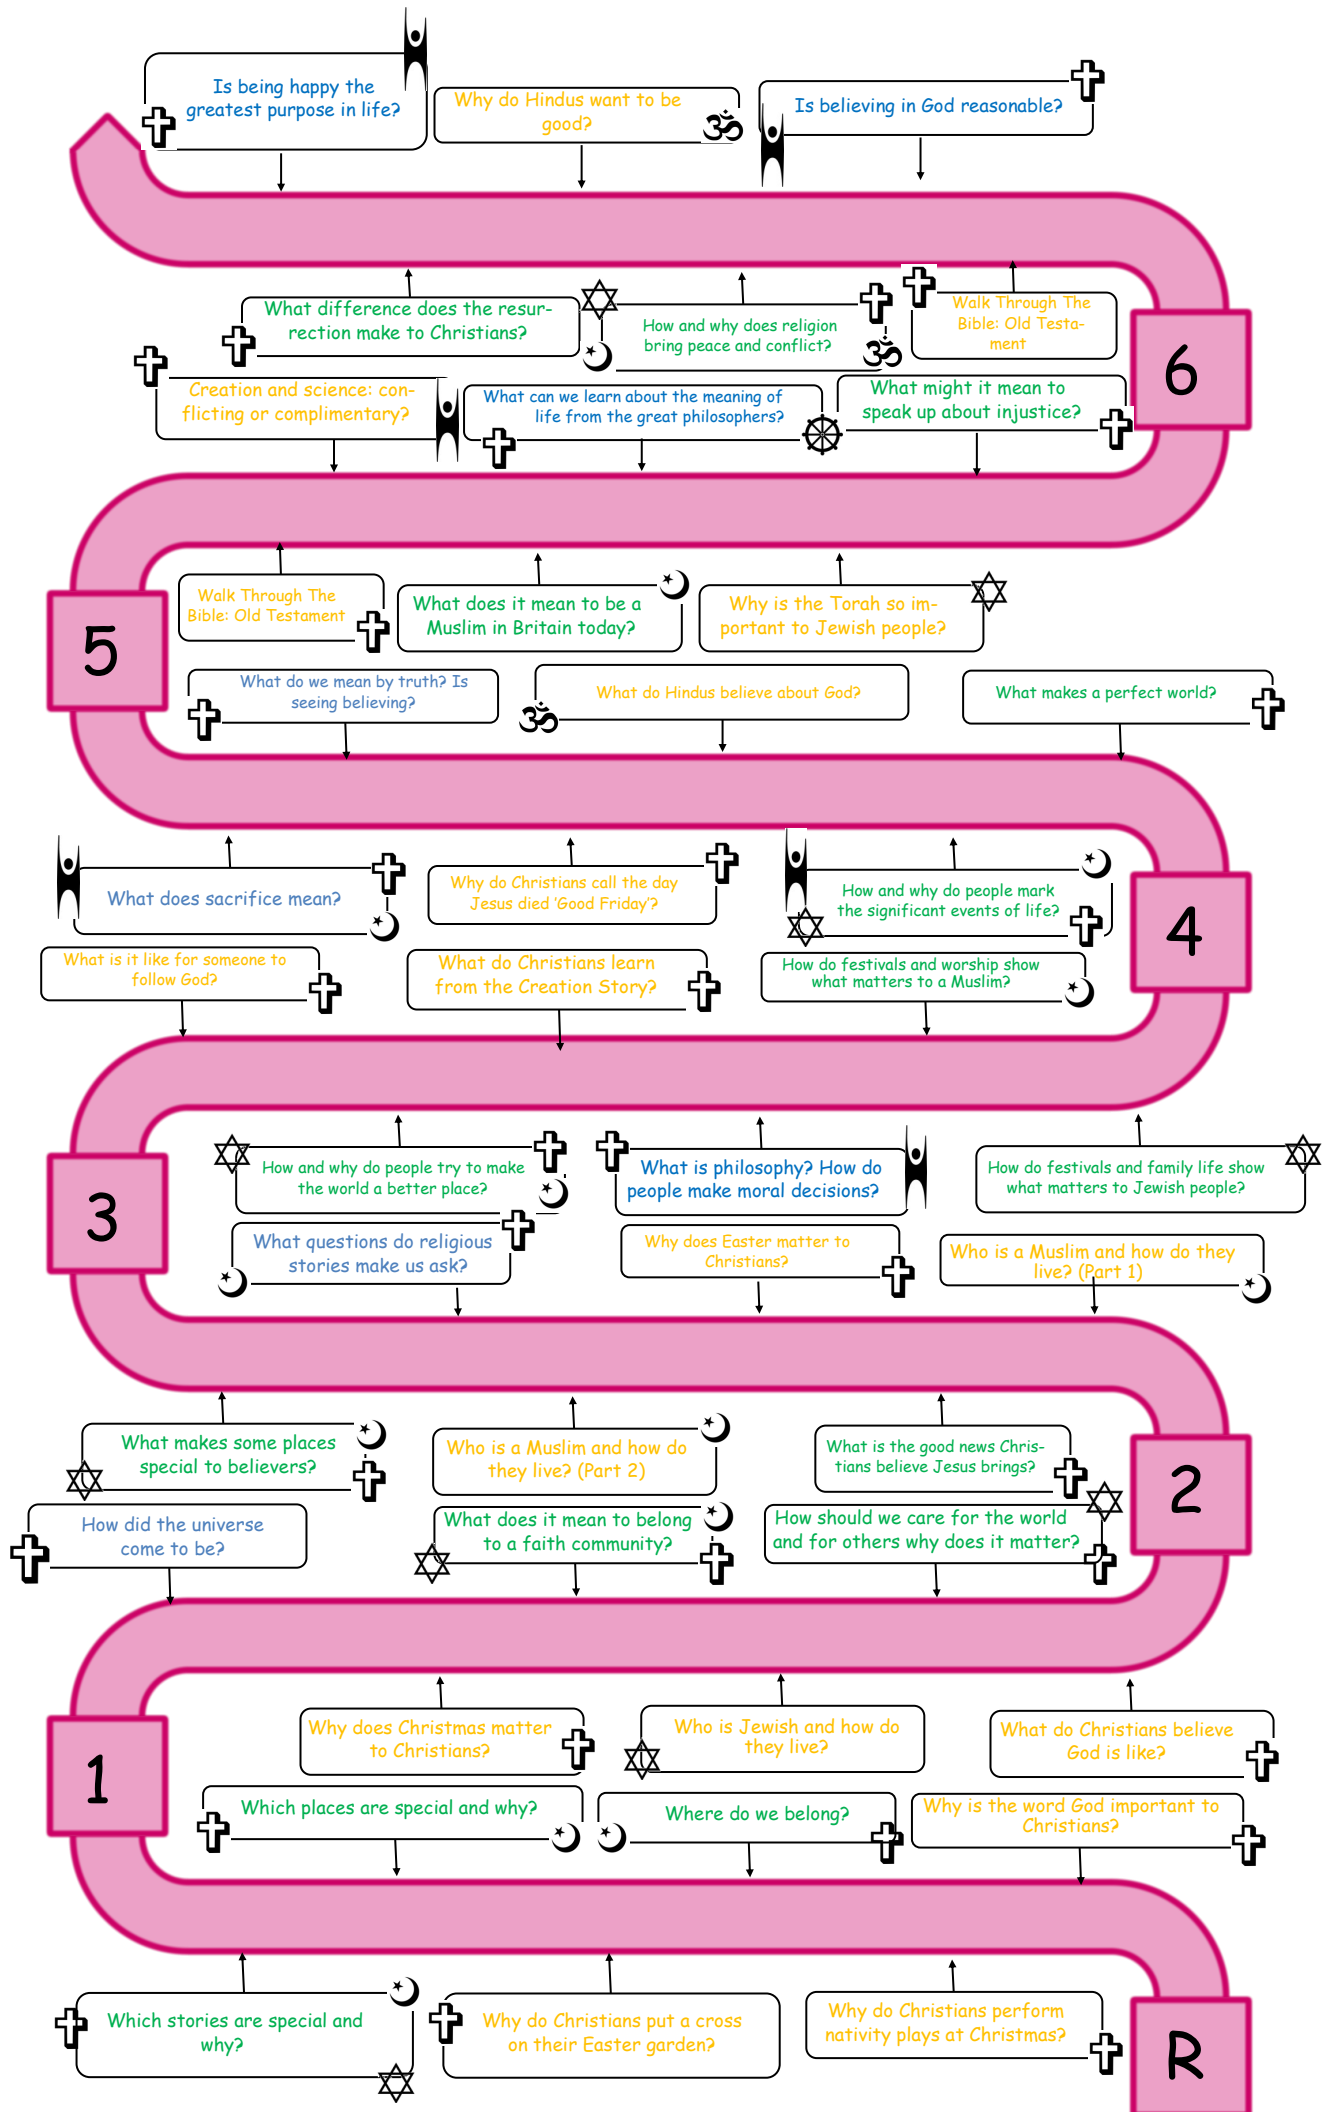 Is being happy the
greatest purpose in life?
Why do Hindus want to be
good?
Is believing in God reasonable?
What difference does the resur-
rection make to Christians?
How and why does religion
bring peace and conflict?
Walk Through The
Bible: Old Testa-
ment
6
Creation and science: con-
flicting or complimentary?
What can we learn about the meaning of
life from the great philosophers?
What might it mean to
speak up about injustice?
Walk Through The
Bible: Old Testament
What does it mean to be a
Muslim in Britain today?
Why is the Torah so im-
portant to Jewish people?
5
What do we mean by truth? Is
seeing believing?
What do Hindus believe about God?
What makes a perfect world?
What does sacrifice mean?
Why do Christians call the day
Jesus died 'Good Friday'?
How and why do people mark
the significant events of life?
4
What is it like for someone to
follow God?
What do Christians learn
from the Creation Story?
How do festivals and worship show
what matters to a Muslim?
How and why do people try to make
the world a better place?
What is philosophy? How do
people make moral decisions?
How do festivals and family life show
what matters to Jewish people?
3
What questions do religious
stories make us ask?
Why does Easter matter to
Christians?
Who is a Muslim and how do they
live? (Part 1)
What makes some places
special to believers?
Who is a Muslim and how do
they live? (Part 2)
What is the good news Chris-
tians believe Jesus brings?
2
How did the universe
come to be?
What does it mean to belong
to a faith community?
How should we care for the world
and for others why does it matter?
Why does Christmas matter
to Christians?
Who is Jewish and how do
they live?
What do Christians believe
God is like?
1
Which places are special and why?
Where do we belong?
Why is the word God important to
Christians?
Which stories are special and
why?
Why do Christians put a cross
on their Easter garden?
Why do Christians perform
nativity plays at Christmas?
R